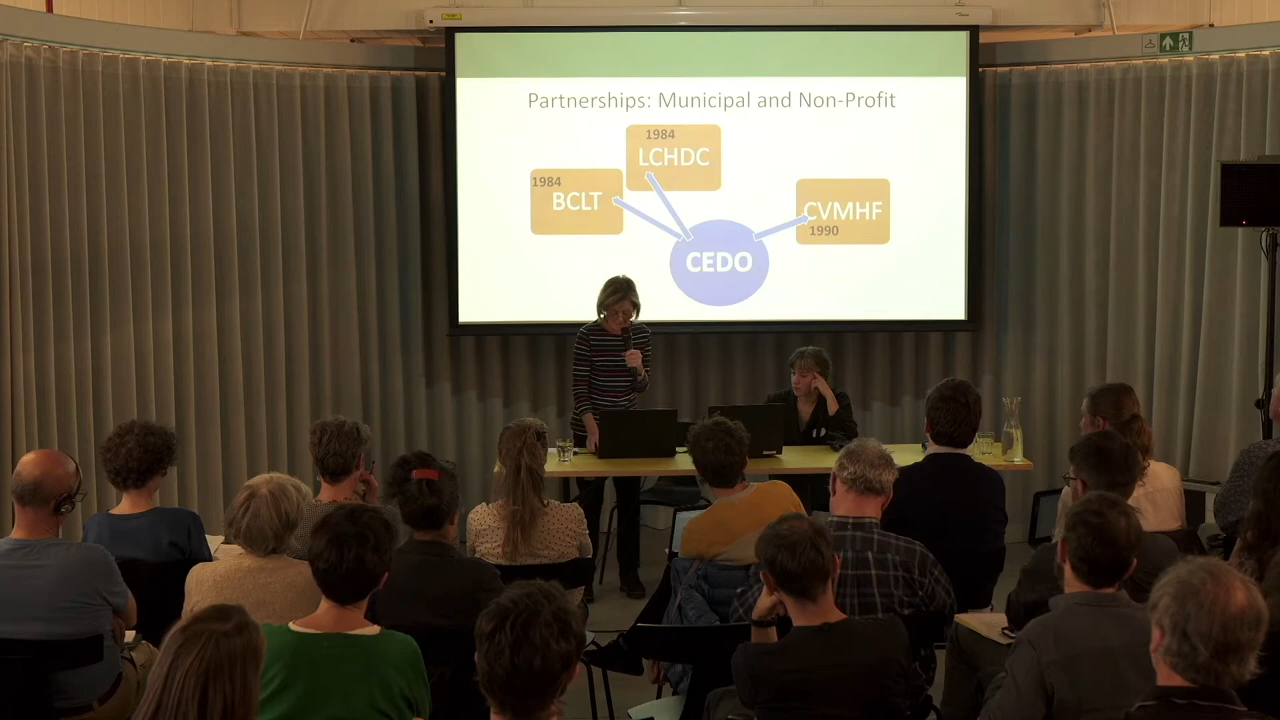 Partnerships: Municipal and Non-Profit
1984
LCHDC
1984
BCLT
CVMHF
1990
CEDO